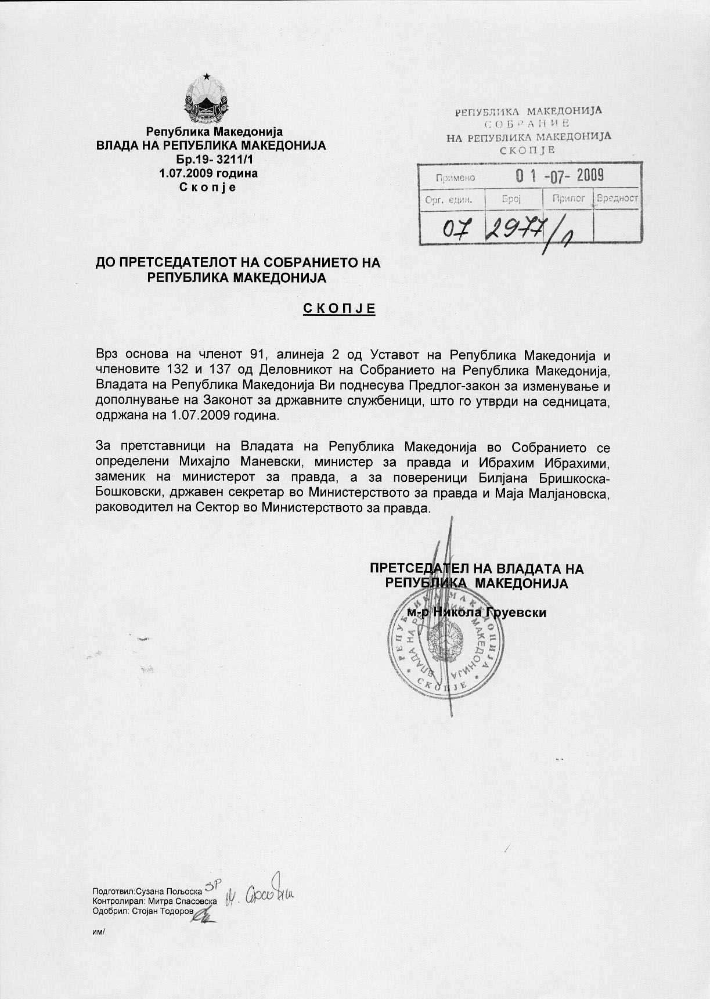 Република Македонија
ВЛАДА НА РЕПУБЛИКА МАКЕДОНИЈА
Бр.19- 3211/1
1.07.2009 година
С к о п ј е
РЕПУБЛИКА МАКЕДОНИЈА
СОБРАНИЕ
НА РЕПУБЛИКА МАКЕДОНИЈА
СКОПЈЕ
Примено 01-07-2009
Орг. един. Број Прилог Вредност
07 2977/1
ДО ПРЕТСЕДАТЕЛОТ НА СОБРАНИЕТО НА
РЕПУБЛИКА МАКЕДОНИЈА
С К О П Ј Е
Врз основа на членот 91, алинеја 2 од Уставот на Република Македонија и
членовите 132 и 137 од Деловникот на Собранието на Република Македонија,
Владата на Република Македонија Ви поднесува Предлог-закон за изменување и
дополнување на Законот за државните службеници, што го утврди на седницата,
одржана на 1.07.2009 година.
За претставници на Владата на Република Македонија во Собранието се
определени Михајло Маневски, министер за правда и Ибрахим Ибрахими,
заменик на министерот за правда, а за повереници Билјана Бришкоска-
Бошковски, државен секретар во Министерството за правда и Маја Малјановска,
раководител на Сектор во Министерството за правда.
ПРЕТСЕДАТЕЛ НА ВЛАДАТА НА
РЕПУБЛИКА МАКЕДОНИЈА
м-р Никола Груевски
РЕПУБЛИКА МАКЕДОНИЈА
ВЛАДА НА РЕПУБЛИКА МАКЕДОНИЈА
СКОПЈЕ
Подготвил:Сузана Пољоска
Контролирал: Митра Спасовска
Одобрил: Стојан Тодоров
им/